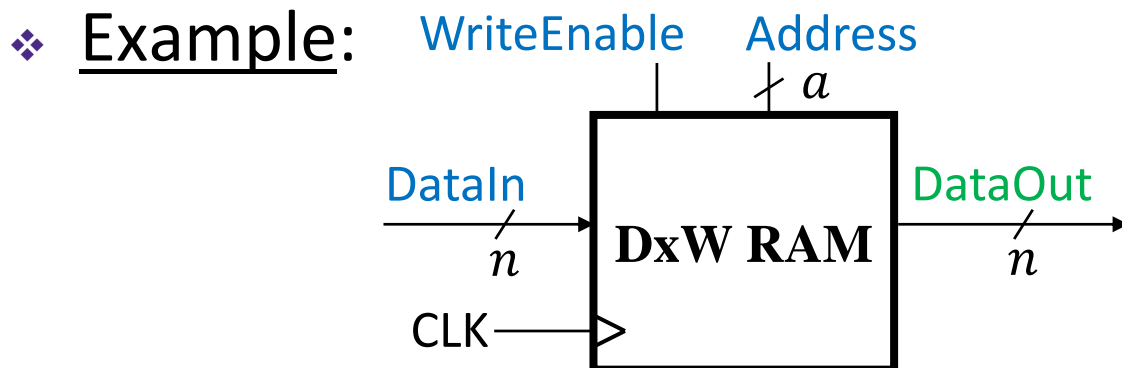 ❖ Example:
WriteEnable Address
a
DataIn
DataOut
n
DxW RAM
n
CLK